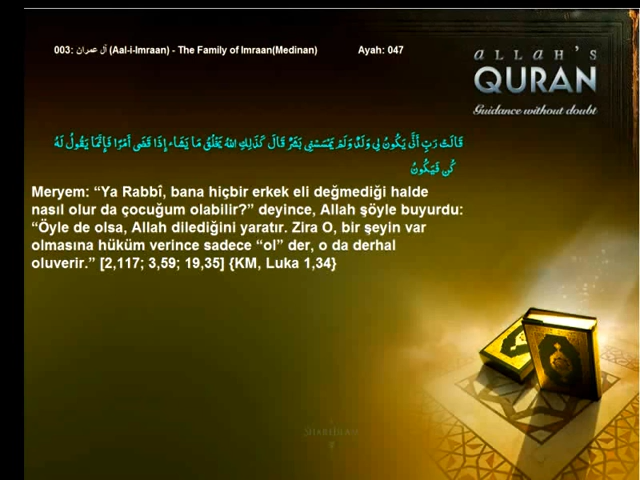 003: آل عمران (Aal-i-Imraan) - The Family of Imraan(Medinan) Ayah: 047
ALLAH'S
QURAN
Guidance without doubt
قَالَتْ رَبِّ أَنَّىٰ يَكُونُ لِي وَلَدٌ وَلَمْ يَمْسَسْنِي بَشَرٌ قَالَ كَذَٰلِكِ اللَّهُ يَخْلُقُ مَا يَشَاءُ إِذَا قَضَىٰ أَمْرًا فَإِنَّمَا يَقُولُ لَهُ
كُن فَيَكُونُ
Meryem: “Ya Rabbî, bana hiçbir erkek eli değmediği halde
nasıl olur da çocuğum olabilir?” deyince, Allah şöyle buyurdu:
“Öyle de olsa, Allah dilediğini yaratır. Zira O, bir şeyin var
olmasına hüküm verince sadece “ol” der, o da derhal
oluverir.” [2,117; 3,59; 19,35] {KM, Luka 1,34}